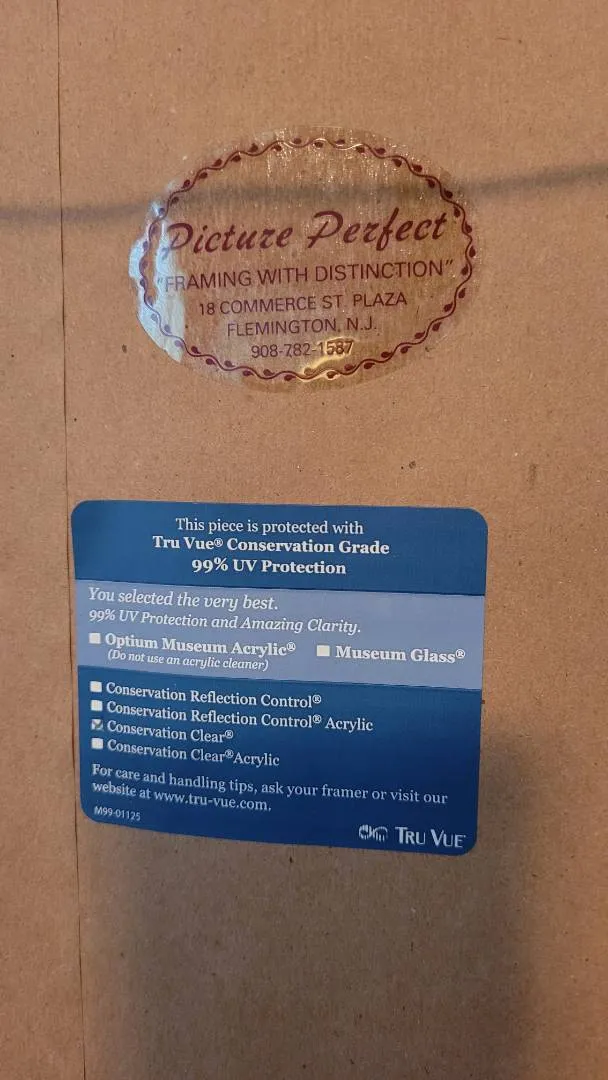 Picture Perfect
"FRAMING WITH DISTINCTION"
18 COMMERCE ST. PLAZA
FLEMINGTON, N.J.
908-782-1587
This piece is protected with
Tru Vue® Conservation Grade
99% UV Protection
You selected the very best.
99% UV Protection and Amazing Clarity.
Optium Museum Acrylic® Museum Glass®
(Do not use an acrylic cleaner)
Conservation Reflection Control®
Conservation Reflection Control® Acrylic
Conservation Clear®
Conservation Clear® Acrylic
For care and handling tips, ask your framer or visit our
website at www.tru-vue.com.
M99-01125
TRU VUE